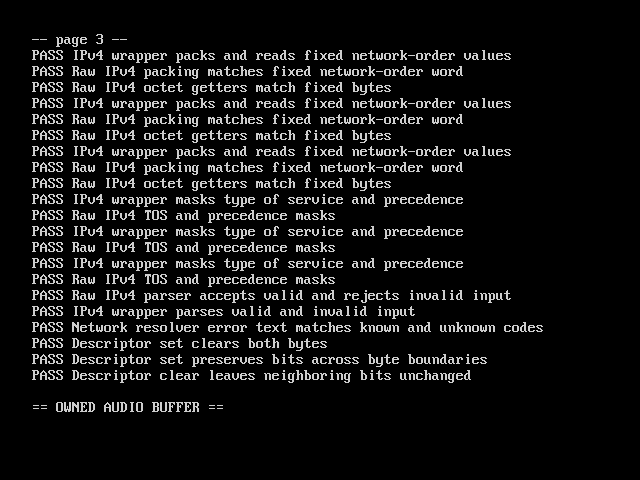 -- page 3 --
PASS IPv4 wrapper packs and reads fixed network-order values
PASS Raw IPv4 packing matches fixed network-order word
PASS Raw IPv4 octet getters match fixed bytes
PASS IPv4 wrapper packs and reads fixed network-order values
PASS Raw IPv4 packing matches fixed network-order word
PASS Raw IPv4 octet getters match fixed bytes
PASS IPv4 wrapper packs and reads fixed network-order values
PASS Raw IPv4 packing matches fixed network-order word
PASS Raw IPv4 octet getters match fixed bytes
PASS IPv4 wrapper masks type of service and precedence
PASS Raw IPv4 TOS and precedence masks
PASS IPv4 wrapper masks type of service and precedence
PASS Raw IPv4 TOS and precedence masks
PASS IPv4 wrapper masks type of service and precedence
PASS Raw IPv4 TOS and precedence masks
PASS Raw IPv4 parser accepts valid and rejects invalid input
PASS IPv4 wrapper parses valid and invalid input
PASS Network resolver error text matches known and unknown codes
PASS Descriptor set clears both bytes
PASS Descriptor set preserves bits across byte boundaries
PASS Descriptor clear leaves neighboring bits unchanged
== OWNED AUDIO BUFFER ==